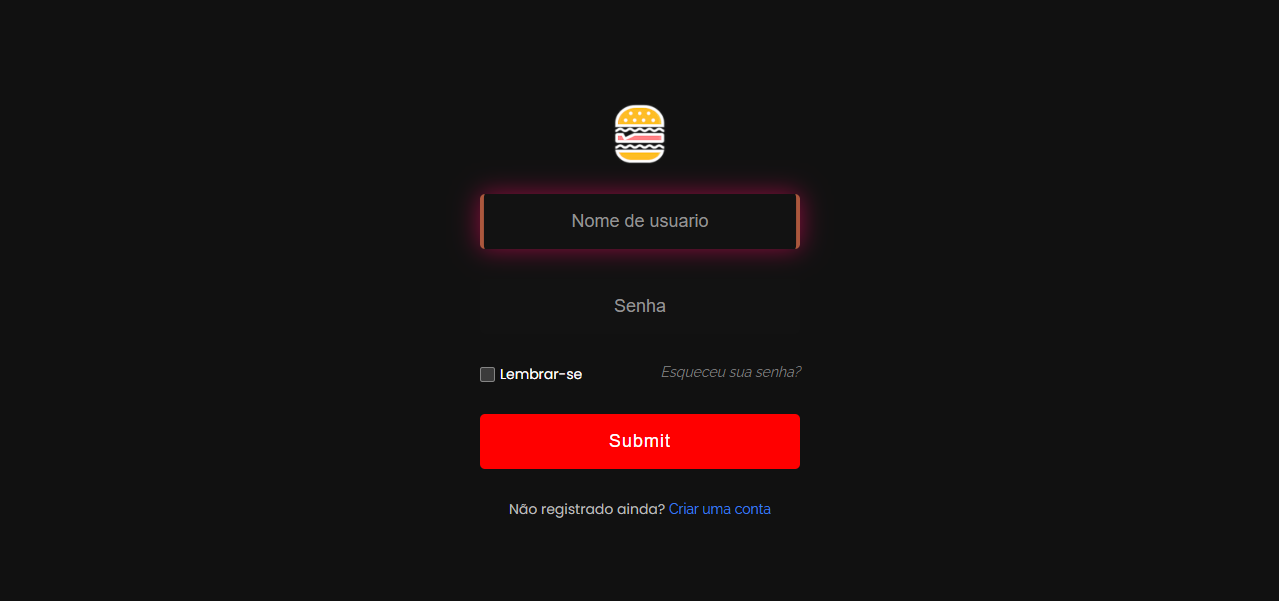 Nome de usuario
Senha
Lembrar-se Esqueceu sua senha?
Submit
Não registrado ainda? Criar uma conta